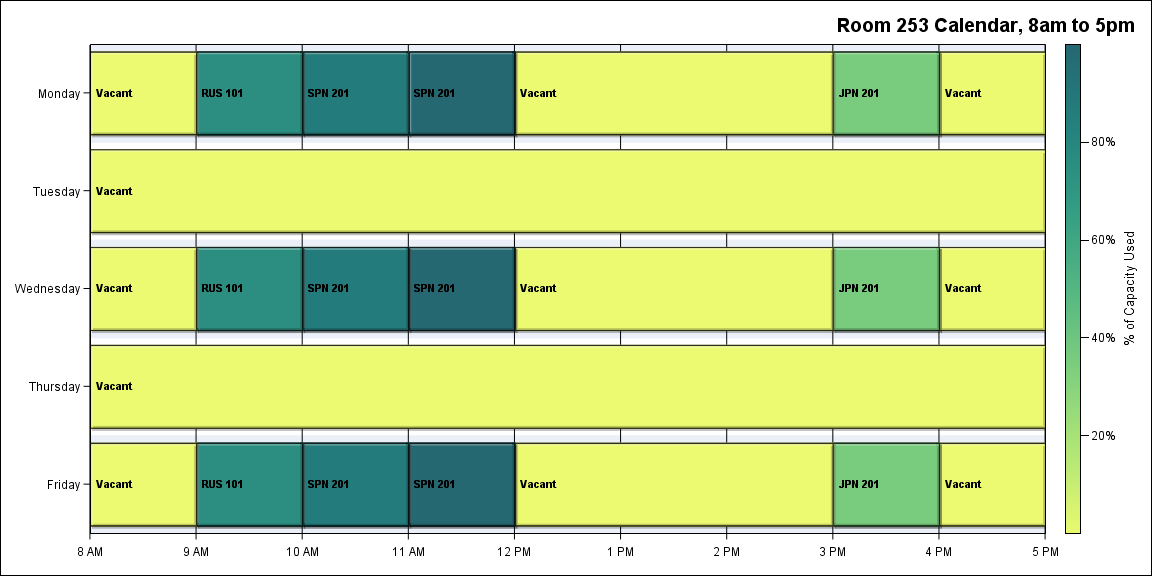 Room 253 Calendar, 8am to 5pm
Monday
Vacant
RUS 101
SPN 201
SPN 201
Vacant
JPN 201
Vacant
Tuesday
Vacant
Wednesday
Vacant
RUS 101
SPN 201
SPN 201
Vacant
JPN 201
Vacant
Thursday
Vacant
Friday
Vacant
RUS 101
SPN 201
SPN 201
Vacant
JPN 201
Vacant
8 AM
9 AM
10 AM
11 AM
12 PM
1 PM
2 PM
3 PM
4 PM
5 PM
80%
60%
40%
20%
% of Capacity Used